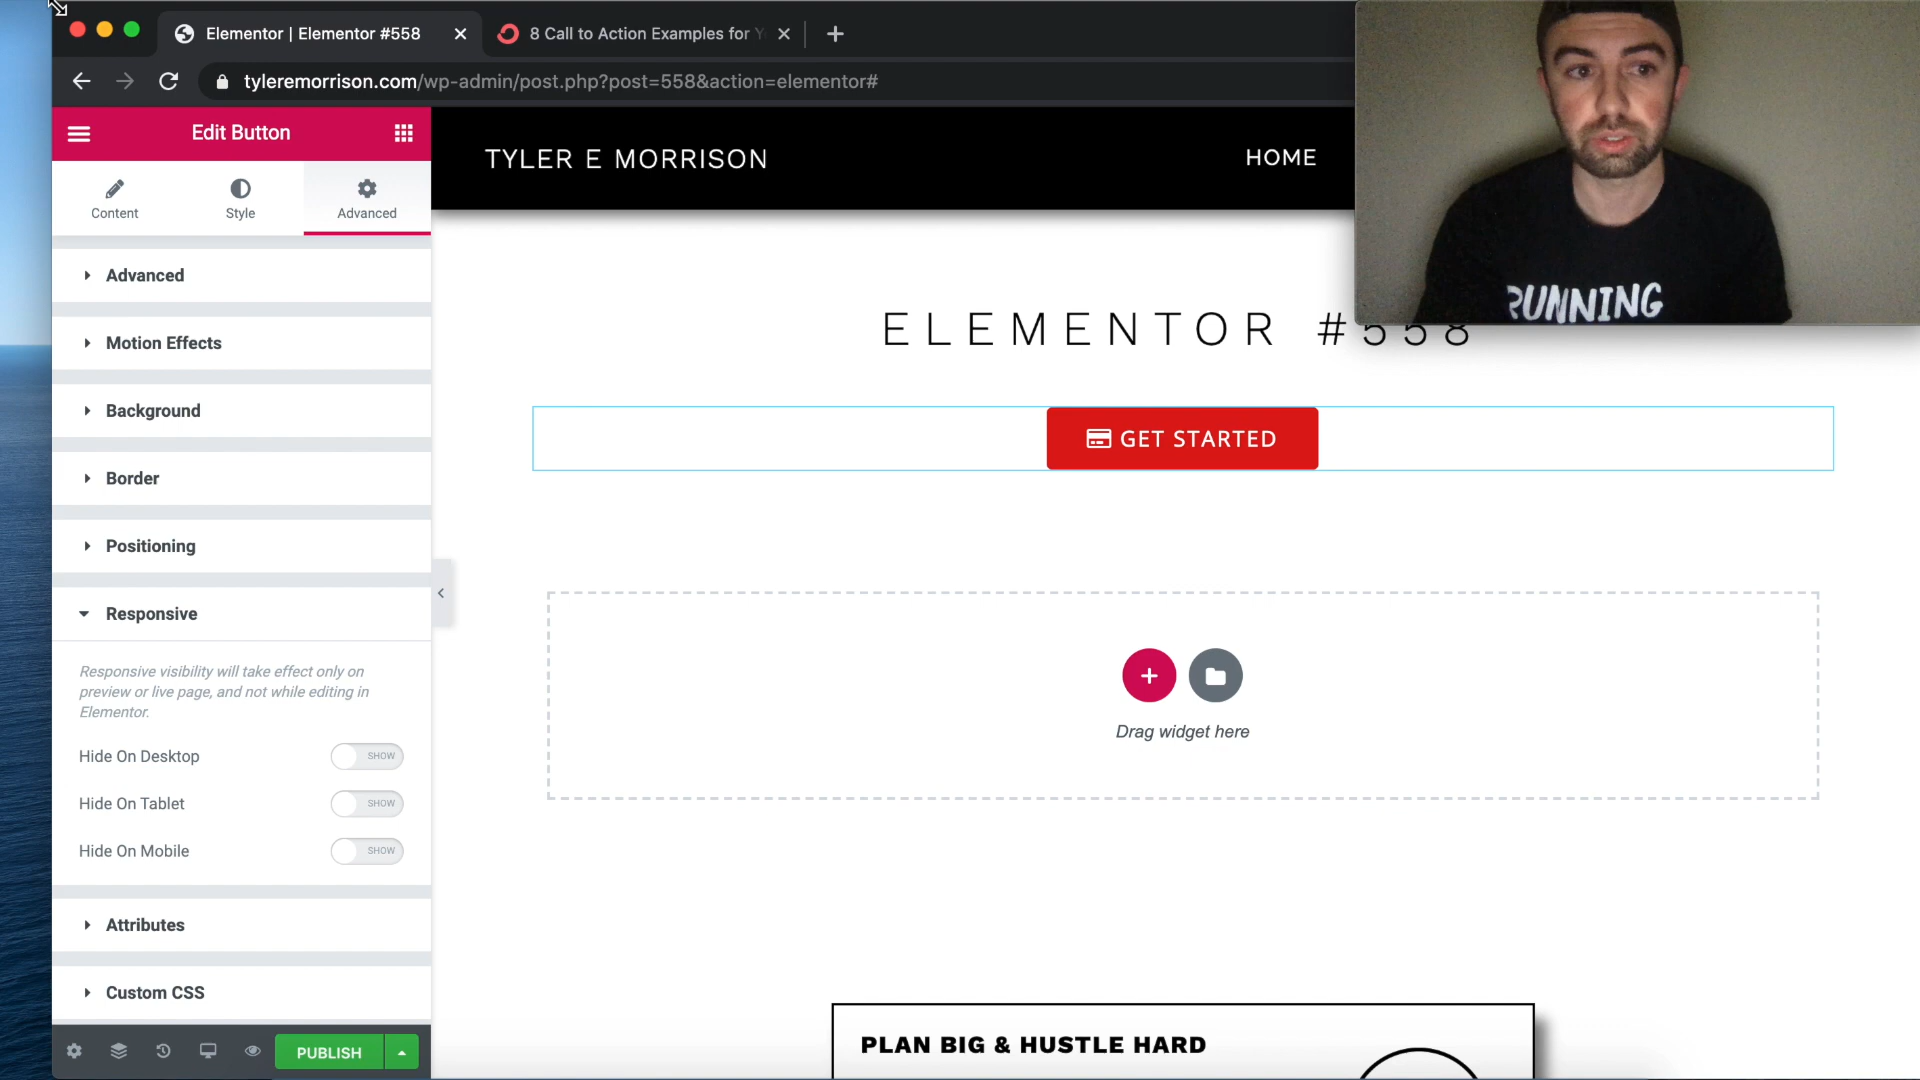 Elementor | Elementor #558
8 Call to Action Examples for Y
tyleremorrison.com/wp-admin/post.php?post=558&action=elementor#
Edit Button
Content
Style
Advanced
Advanced
Motion Effects
Background
Border
Positioning
Responsive
Responsive visibility will take effect only on
preview or live page, and not while editing in
Elementor.
Hide On Desktop
SHOW
Hide On Tablet
SHOW
Hide On Mobile
SHOW
Attributes
Custom CSS
PUBLISH
TYLER E MORRISON
HOME
ELEMENTOR #558
GET STARTED
Drag widget here
PLAN BIG & HUSTLE HARD
RUNNING